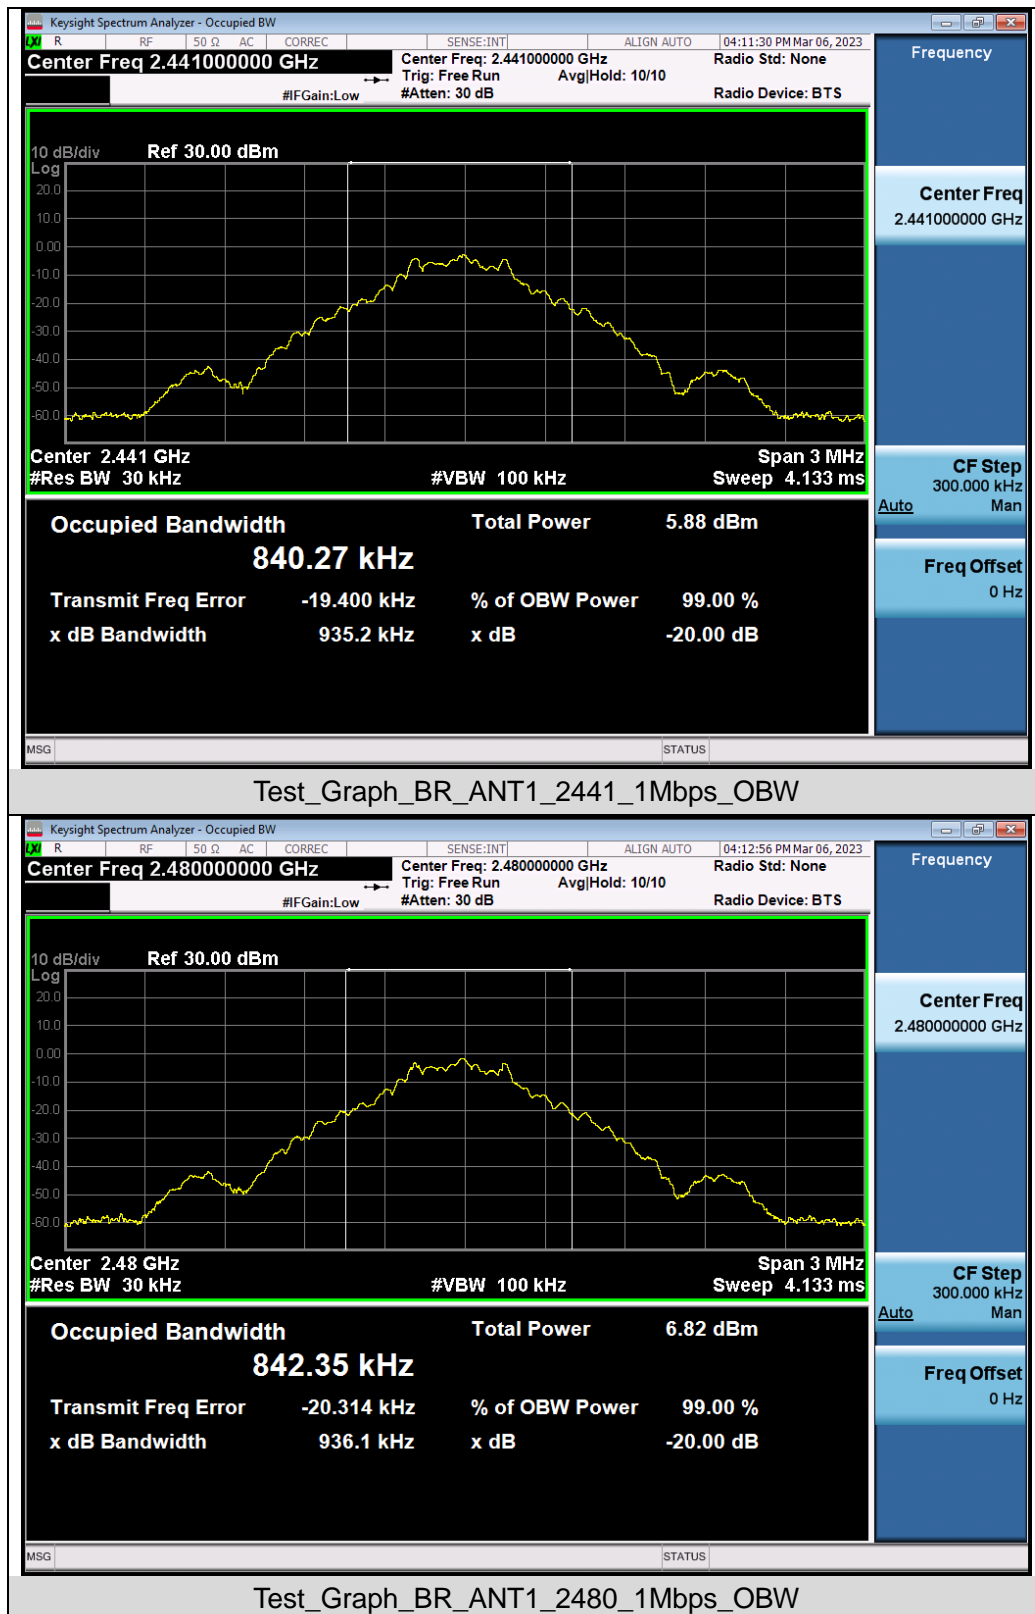 Keysight Spectrum Analyzer - Occupied BW
LXI R RF 50 Ω AC CORREC SENSE:INT ALIGN AUTO 04:11:30 PM Mar 06, 2023
Center Freq 2.441000000 GHz
Center Freq: 2.441000000 GHz Radio Std: None
Trig: Free Run Avg|Hold: 10/10
#IFGain:Low #Atten: 30 dB Radio Device: BTS
10 dB/div Ref 30.00 dBm
Log
20.0
10.0
0.00
-10.0
-20.0
-30.0
-40.0
-50.0
-60.0
Center 2.441 GHz Span 3 MHz
#Res BW 30 kHz #VBW 100 kHz Sweep 4.133 ms
Occupied Bandwidth Total Power 5.88 dBm
840.27 kHz
Transmit Freq Error -19.400 kHz % of OBW Power 99.00 %
x dB Bandwidth 935.2 kHz x dB -20.00 dB
MSG STATUS
Frequency
Center Freq
2.441000000 GHz
CF Step
300.000 kHz
Auto Man
Freq Offset
0 Hz
Test_Graph_BR_ANT1_2441_1Mbps_OBW
Keysight Spectrum Analyzer - Occupied BW
LXI R RF 50 Ω AC CORREC SENSE:INT ALIGN AUTO 04:12:56 PM Mar 06, 2023
Center Freq 2.480000000 GHz
Center Freq: 2.480000000 GHz Radio Std: None
Trig: Free Run Avg|Hold: 10/10
#IFGain:Low #Atten: 30 dB Radio Device: BTS
10 dB/div Ref 30.00 dBm
Log
20.0
10.0
0.00
-10.0
-20.0
-30.0
-40.0
-50.0
-60.0
Center 2.48 GHz Span 3 MHz
#Res BW 30 kHz #VBW 100 kHz Sweep 4.133 ms
Occupied Bandwidth Total Power 6.82 dBm
842.35 kHz
Transmit Freq Error -20.314 kHz % of OBW Power 99.00 %
x dB Bandwidth 936.1 kHz x dB -20.00 dB
MSG STATUS
Frequency
Center Freq
2.480000000 GHz
CF Step
300.000 kHz
Auto Man
Freq Offset
0 Hz
Test_Graph_BR_ANT1_2480_1Mbps_OBW